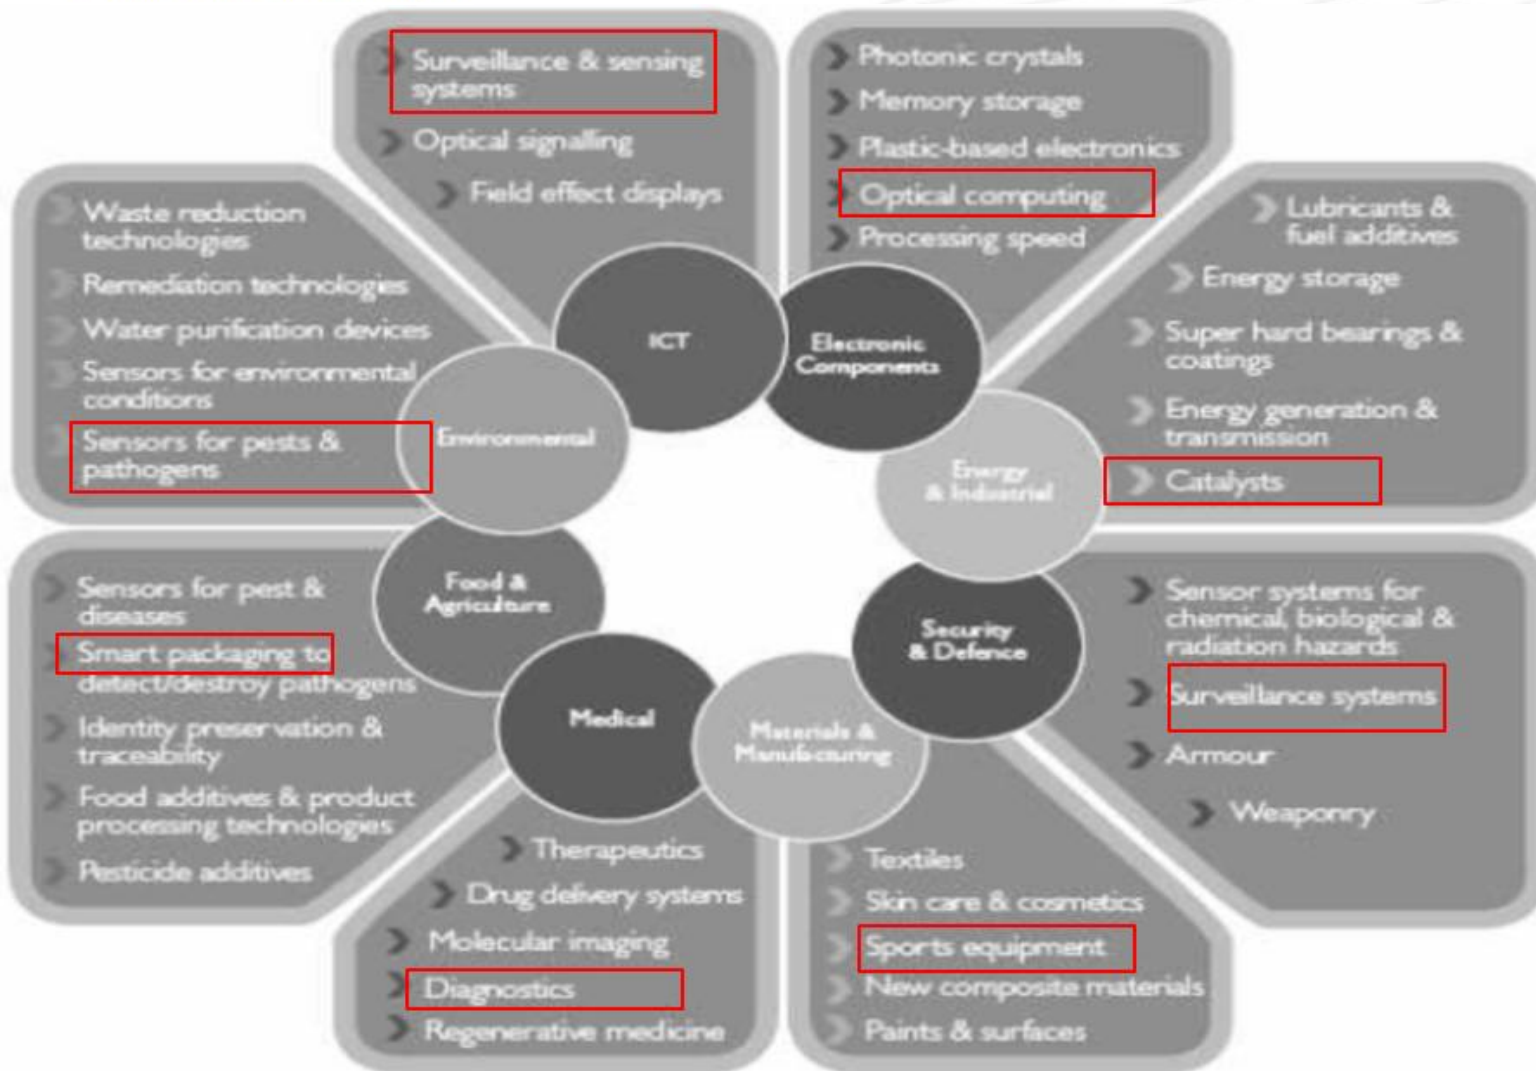 Surveillance & sensing
systems
Optical signalling
Field effect displays
Photonic crystals
Memory storage
Plastic-based electronics
Optical computing
Processing speed
Waste reduction
technologies
Remediation technologies
Water purification devices
Sensors for environmental
conditions
Sensors for pests &
pathogens
Lubricants &
fuel additives
Energy storage
Super hard bearings &
coatings
Energy generation &
transmission
Catalysts
ICT
Electronic
Components
Environmental
Energy
& Industrial
Food &
Agriculture
Security
& Defence
Medical
Materials &
Manufacturing
Sensors for pest &
diseases
Smart packaging to
detect/destroy pathogens
Identity preservation &
traceability
Food additives & product
processing technologies
Pesticide additives
Sensor systems for
chemical, biological &
radiation hazards
Surveillance systems
Armour
Weaponry
Therapeutics
Drug delivery systems
Molecular imaging
Diagnostics
Regenerative medicine
Textiles
Skin care & cosmetics
Sports equipment
New composite materials
Paints & surfaces